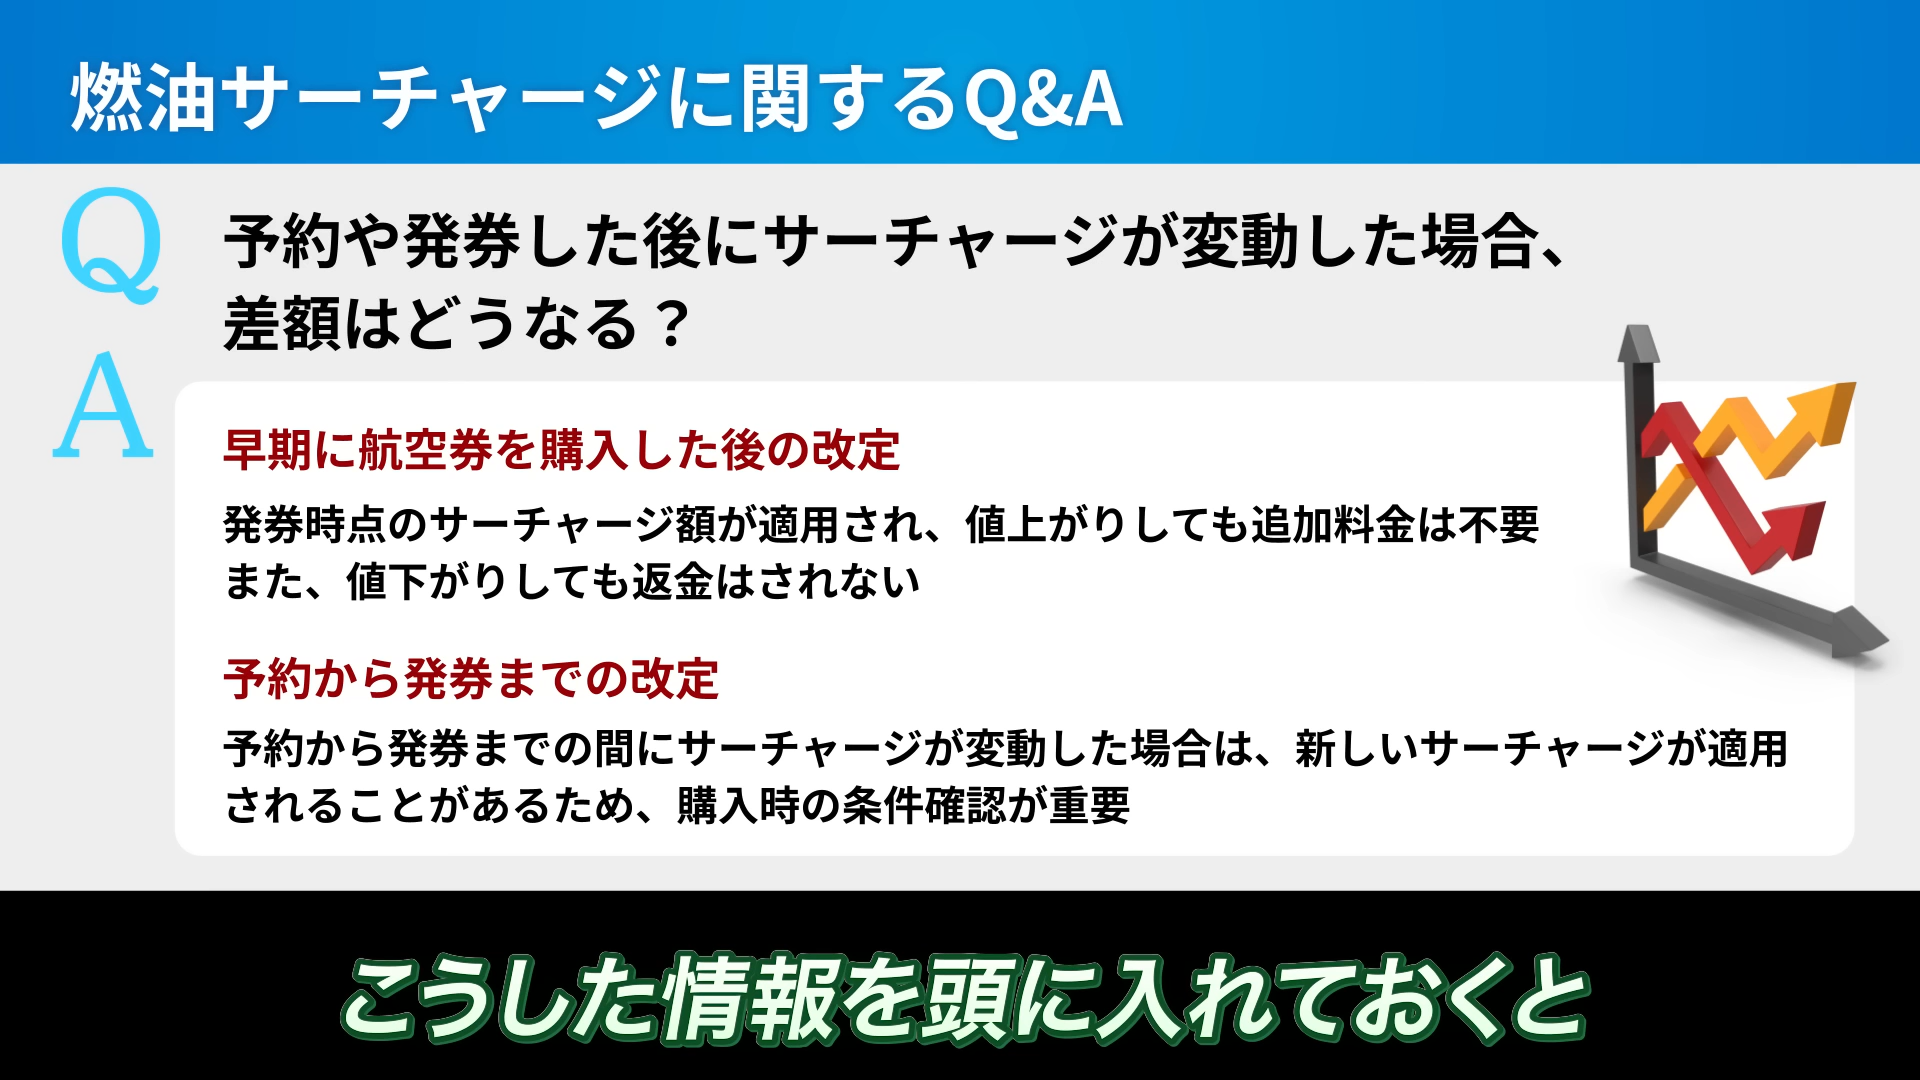 燃油サーチャージに関するQ&A
Q
予約や発券した後にサーチャージが変動した場合、
差額はどうなる？
A
早期に航空券を購入した後の改定
発券時点のサーチャージ額が適用され、値上がりしても追加料金は不要
また、値下がりしても返金はされない
予約から発券までの改定
予約から発券までの間にサーチャージが変動した場合は、新しいサーチャージが適用
されることがあるため、購入時の条件確認が重要
こうした情報を頭に入れておくと